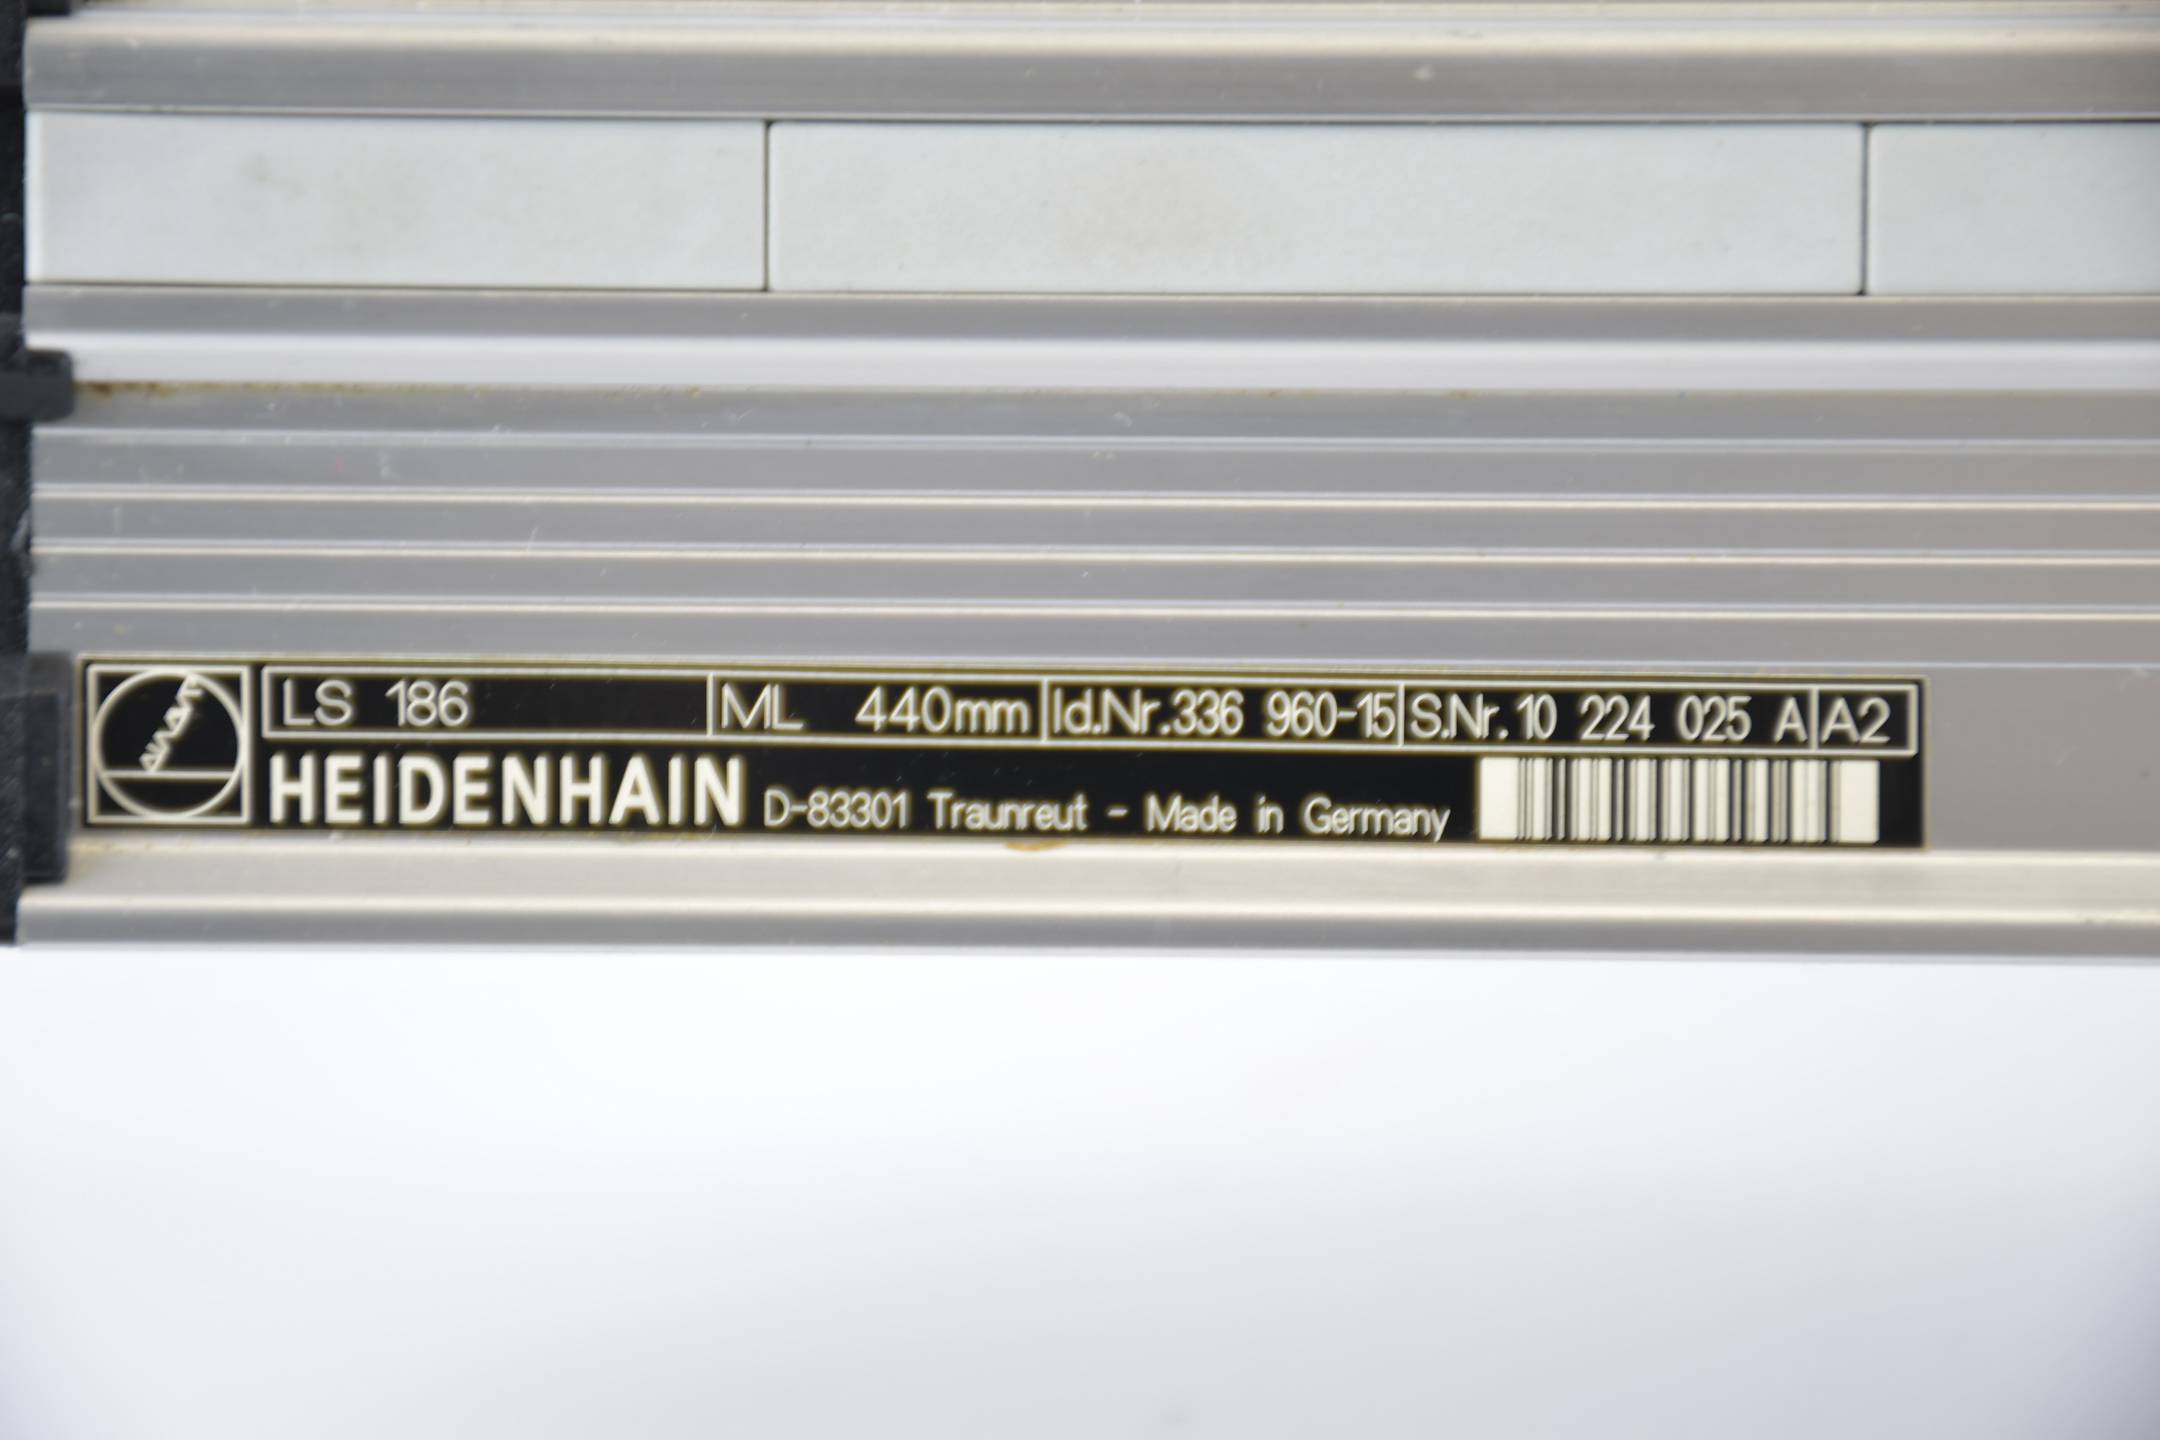 LS 186 ML 440mm Id.Nr.336 960-15 S.Nr.10 224 025 A A2
HEIDENHAIN D-83301 Traunreut - Made in Germany